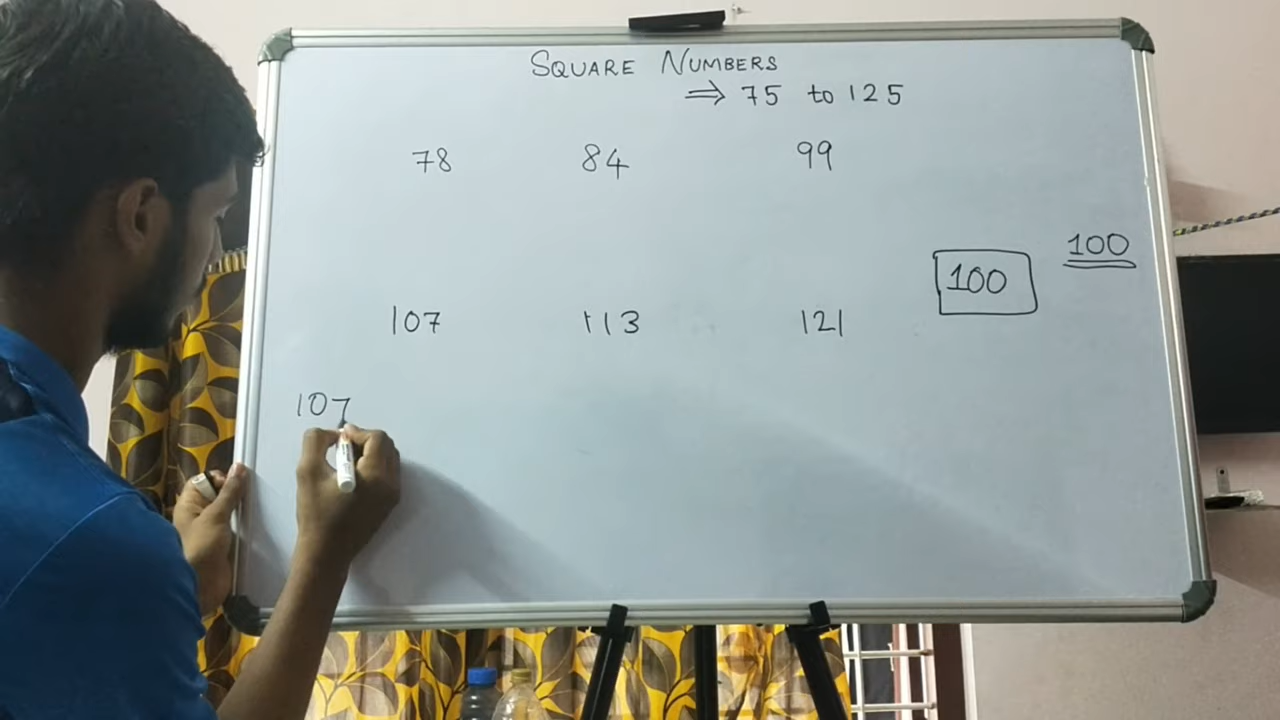 SQUARE NUMBERS
⇒ 75 to 125
78 84 99
100
100
107 113 121
107